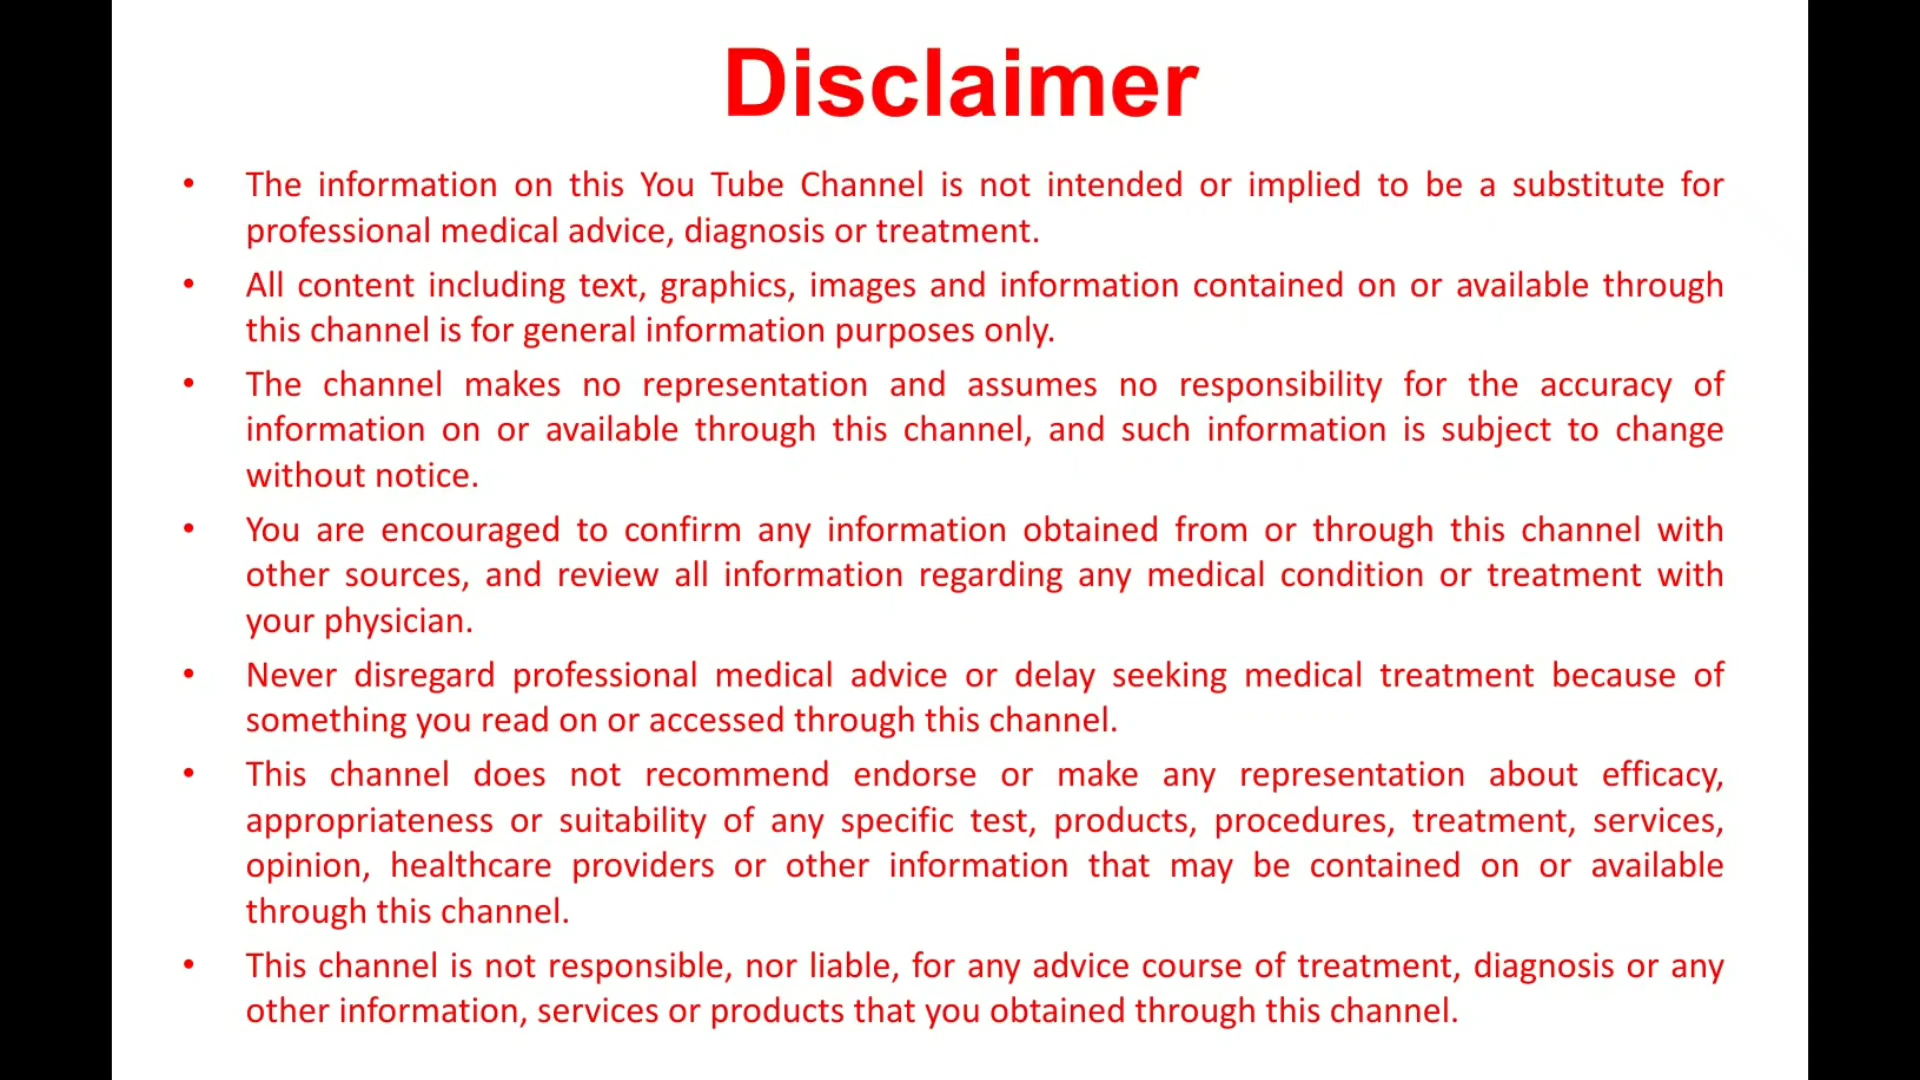 Disclaimer
• The information on this You Tube Channel is not intended or implied to be a substitute for
professional medical advice, diagnosis or treatment.
• All content including text, graphics, images and information contained on or available through
this channel is for general information purposes only.
• The channel makes no representation and assumes no responsibility for the accuracy of
information on or available through this channel, and such information is subject to change
without notice.
• You are encouraged to confirm any information obtained from or through this channel with
other sources, and review all information regarding any medical condition or treatment with
your physician.
• Never disregard professional medical advice or delay seeking medical treatment because of
something you read on or accessed through this channel.
• This channel does not recommend endorse or make any representation about efficacy,
appropriateness or suitability of any specific test, products, procedures, treatment, services,
opinion, healthcare providers or other information that may be contained on or available
through this channel.
• This channel is not responsible, nor liable, for any advice course of treatment, diagnosis or any
other information, services or products that you obtained through this channel.